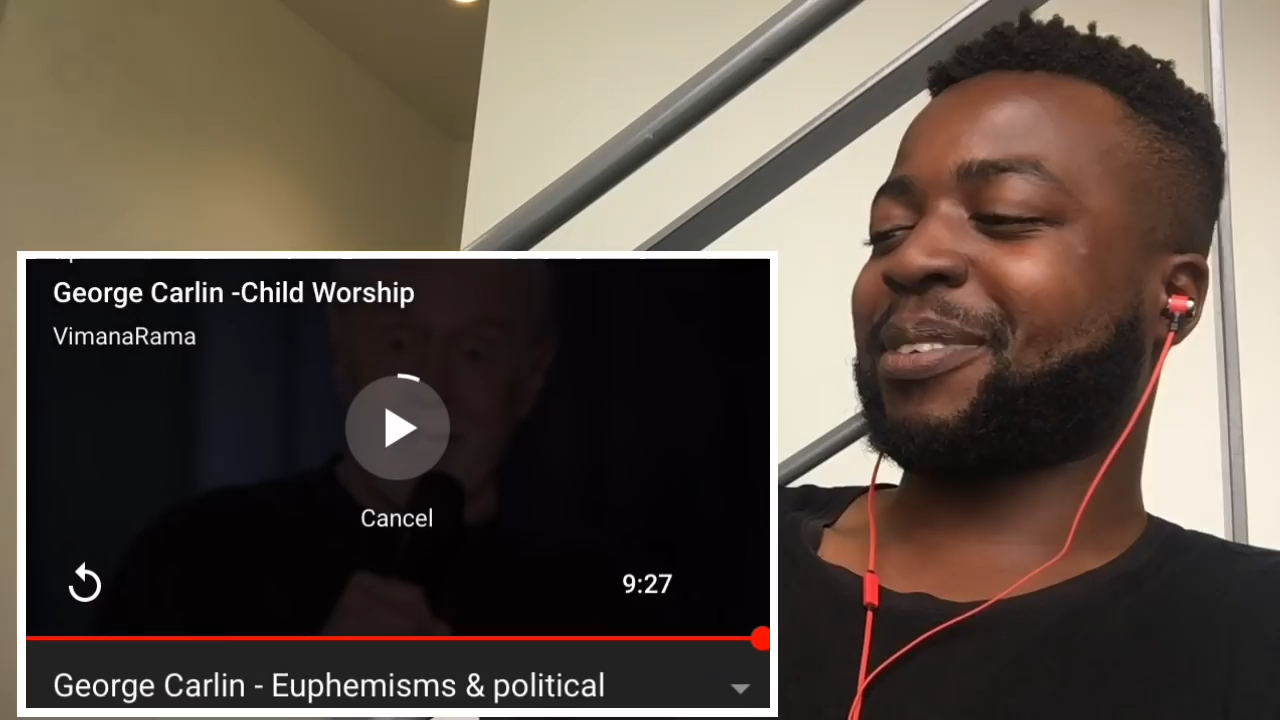 George Carlin -Child Worship
VimanaRama
Cancel
9:27
George Carlin - Euphemisms & political